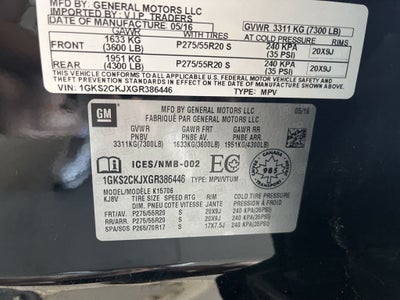 MFD. BY GENERAL MOTORS LLC
IMPORTED BY: V.I.P. TRADERS
DATE OF MANUFACTURE 05/16
GVWR 3311 KG (7300 LB)
GAWR AT COLD PRESSURE RIMS
FRONT 1633 KG (3600 LB) P275/55R20 S 240 KPA (35 PSI) 20X9J
REAR 1951 KG (4300 LB) P275/55R20 S 240 KPA (35 PSI) 20X9J
THIS VEHICLE CONFORMS TO ALL APPLICABLE U.S. FEDERAL SAFETY, BUMPER,
AND THEFT PREVENTION STANDARDS IN EFFECT ON THE DATE OF MANUFACTURE
VIN: 1GKS2CKJXGR386446 TYPE: MPV
GM
MFD BY GENERAL MOTORS LLC 05/16
FABRIQUÉ PAR GENERAL MOTORS LLC
GVWR GAWR FRT GAWR RR
PNBV PNBE AV PNBE ARR
3311KG(7300LB) 1633KG(3600LB) 1951KG(4300LB)
ICES/NMB-002
CANADA
985
1GKS2CKJXGR386446 TYPE: MPV/VTUM
MODEL/MODÈLE K15706
KJ8V TIRE SIZE SPEED RTG RIM COLD TIRE PRESSURE
DIM. PNEU COTE VITESSE JANTE PRESSION À FROID
FRT/AV. P275/55R20 S 20X9J 240 KPA(35PSI)
RR/ARR. P275/55R20 S 20X9J 240 KPA(35PSI)
SPA/SOS P265/70R17 S 17X7.5J 240 KPA(35PSI)